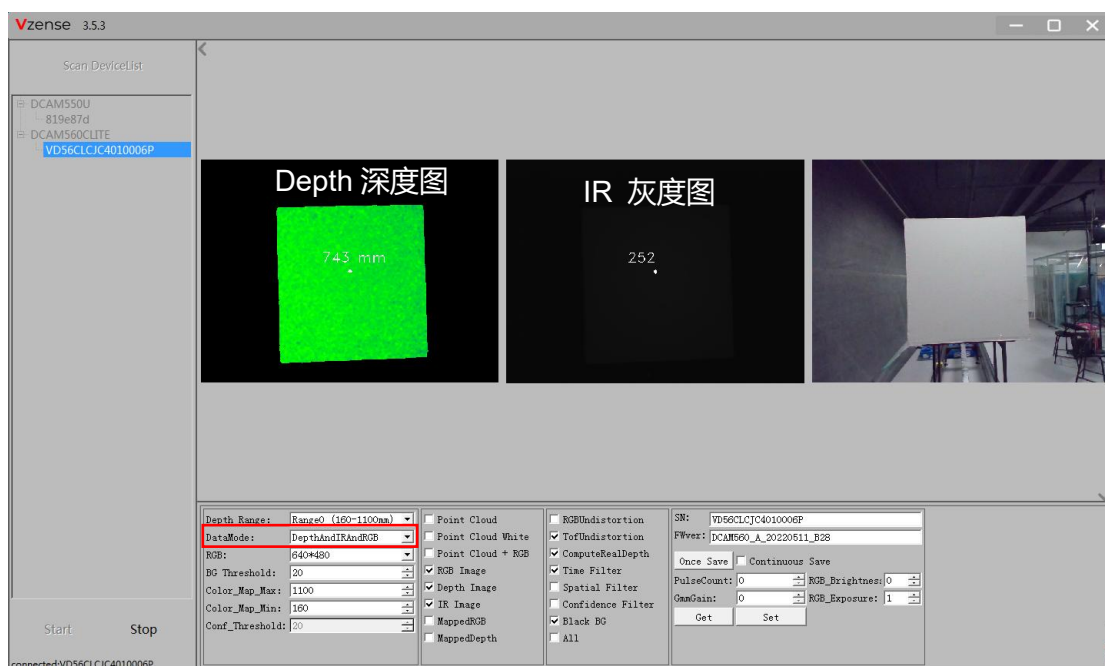 Vzense 3.5.3
Scan DeviceList
DCAM550U
819e87d
DCAM560CLITE
VD56CLCJC4010006P
Depth 深度图
743 mm
IR 灰度图
252
Depth Range: Range0 (160-1100mm)
DataMode: DepthAndIRAndRGB
RGB: 640*480
BG Threshold: 20
Color_Map_Max: 1100
Color_Map_Min: 160
Conf_Threshold: 20
Point Cloud
Point Cloud White
Point Cloud + RGB
RGB Image
Depth Image
IR Image
MappedRGB
MappedDepth
RGBUndistortion
TofUndistortion
ComputeRealDepth
Time Filter
Spatial Filter
Confidence Filter
Black BG
All
SN: VD56CLCJC4010006P
FWver: DCAM560_A_20220511_B28
Once Save Continuous Save
PulseCount: 0 RGB_Brightnes: 0
GmmGain: 0 RGB_Exposure: 1
Get Set
Start Stop
connected:VD56CLCJC4010006P